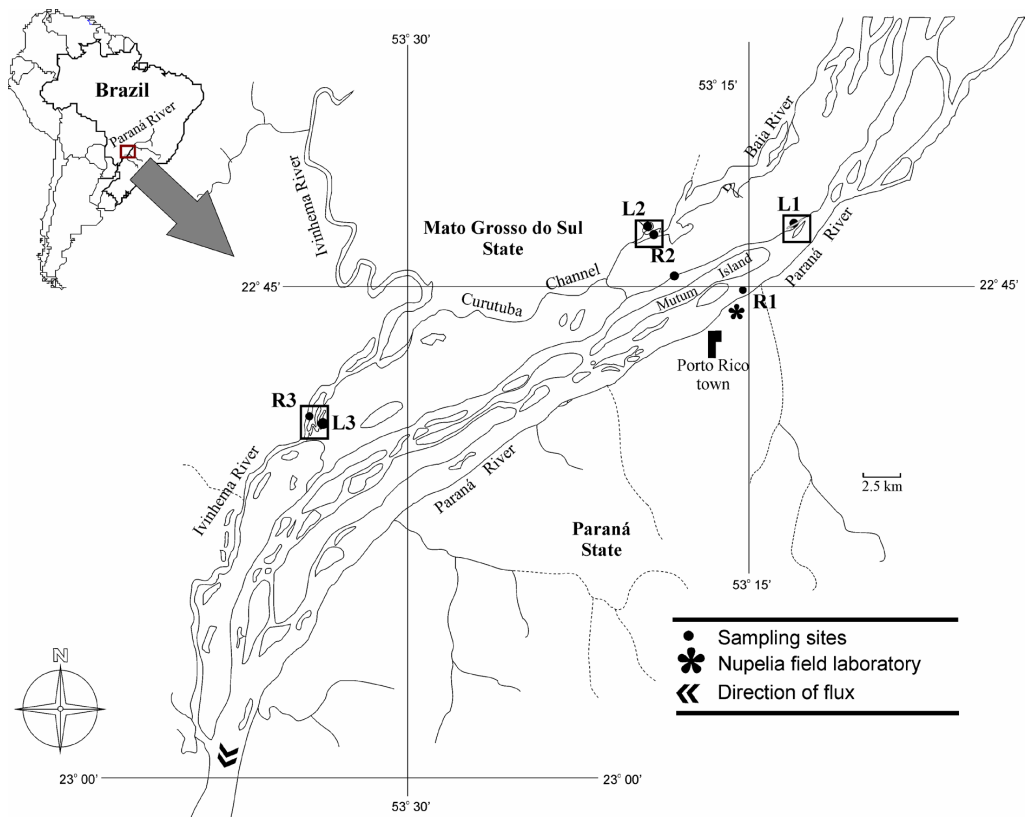 53° 30'
Brazil
Paraná River
53° 15'
Baia River
Ivinhema River
L2
L1
Mato Grosso do Sul
State
R2
Paraná River
Channel
Island
22° 45'
22° 45'
Curutuba
Mutum
R1
Porto Rico
town
R3
L3
Ivinhema River
Paraná River
2.5 km
Paraná
State
53° 15'
Sampling sites
N
Nupelia field laboratory
Direction of flux
23° 00'
23° 00'
53° 30'